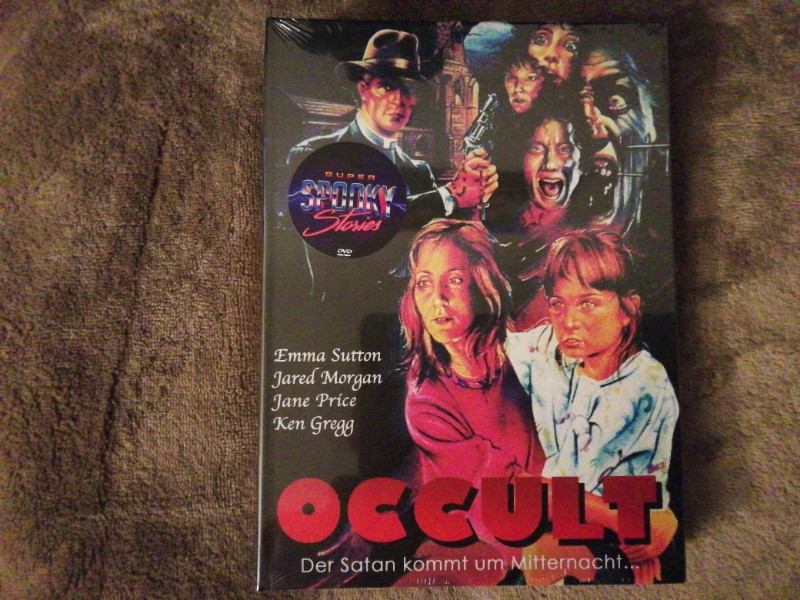 SUPER
SPOOKY
Stories
DVD
Emma Sutton
Jared Morgan
Jane Price
Ken Gregg
OCCULT
Der Satan kommt um Mitternacht...